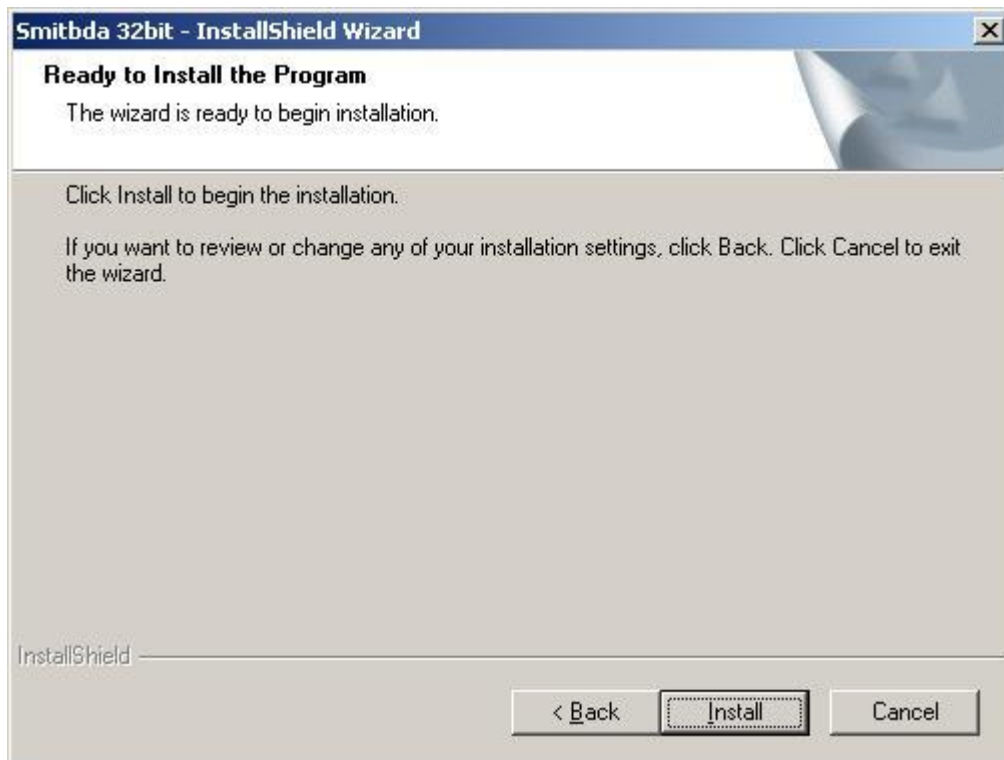 Smitbda 32bit - InstallShield Wizard
Ready to Install the Program
The wizard is ready to begin installation.
Click Install to begin the installation.
If you want to review or change any of your installation settings, click Back. Click Cancel to exit
the wizard.
InstallShield
< Back Install Cancel